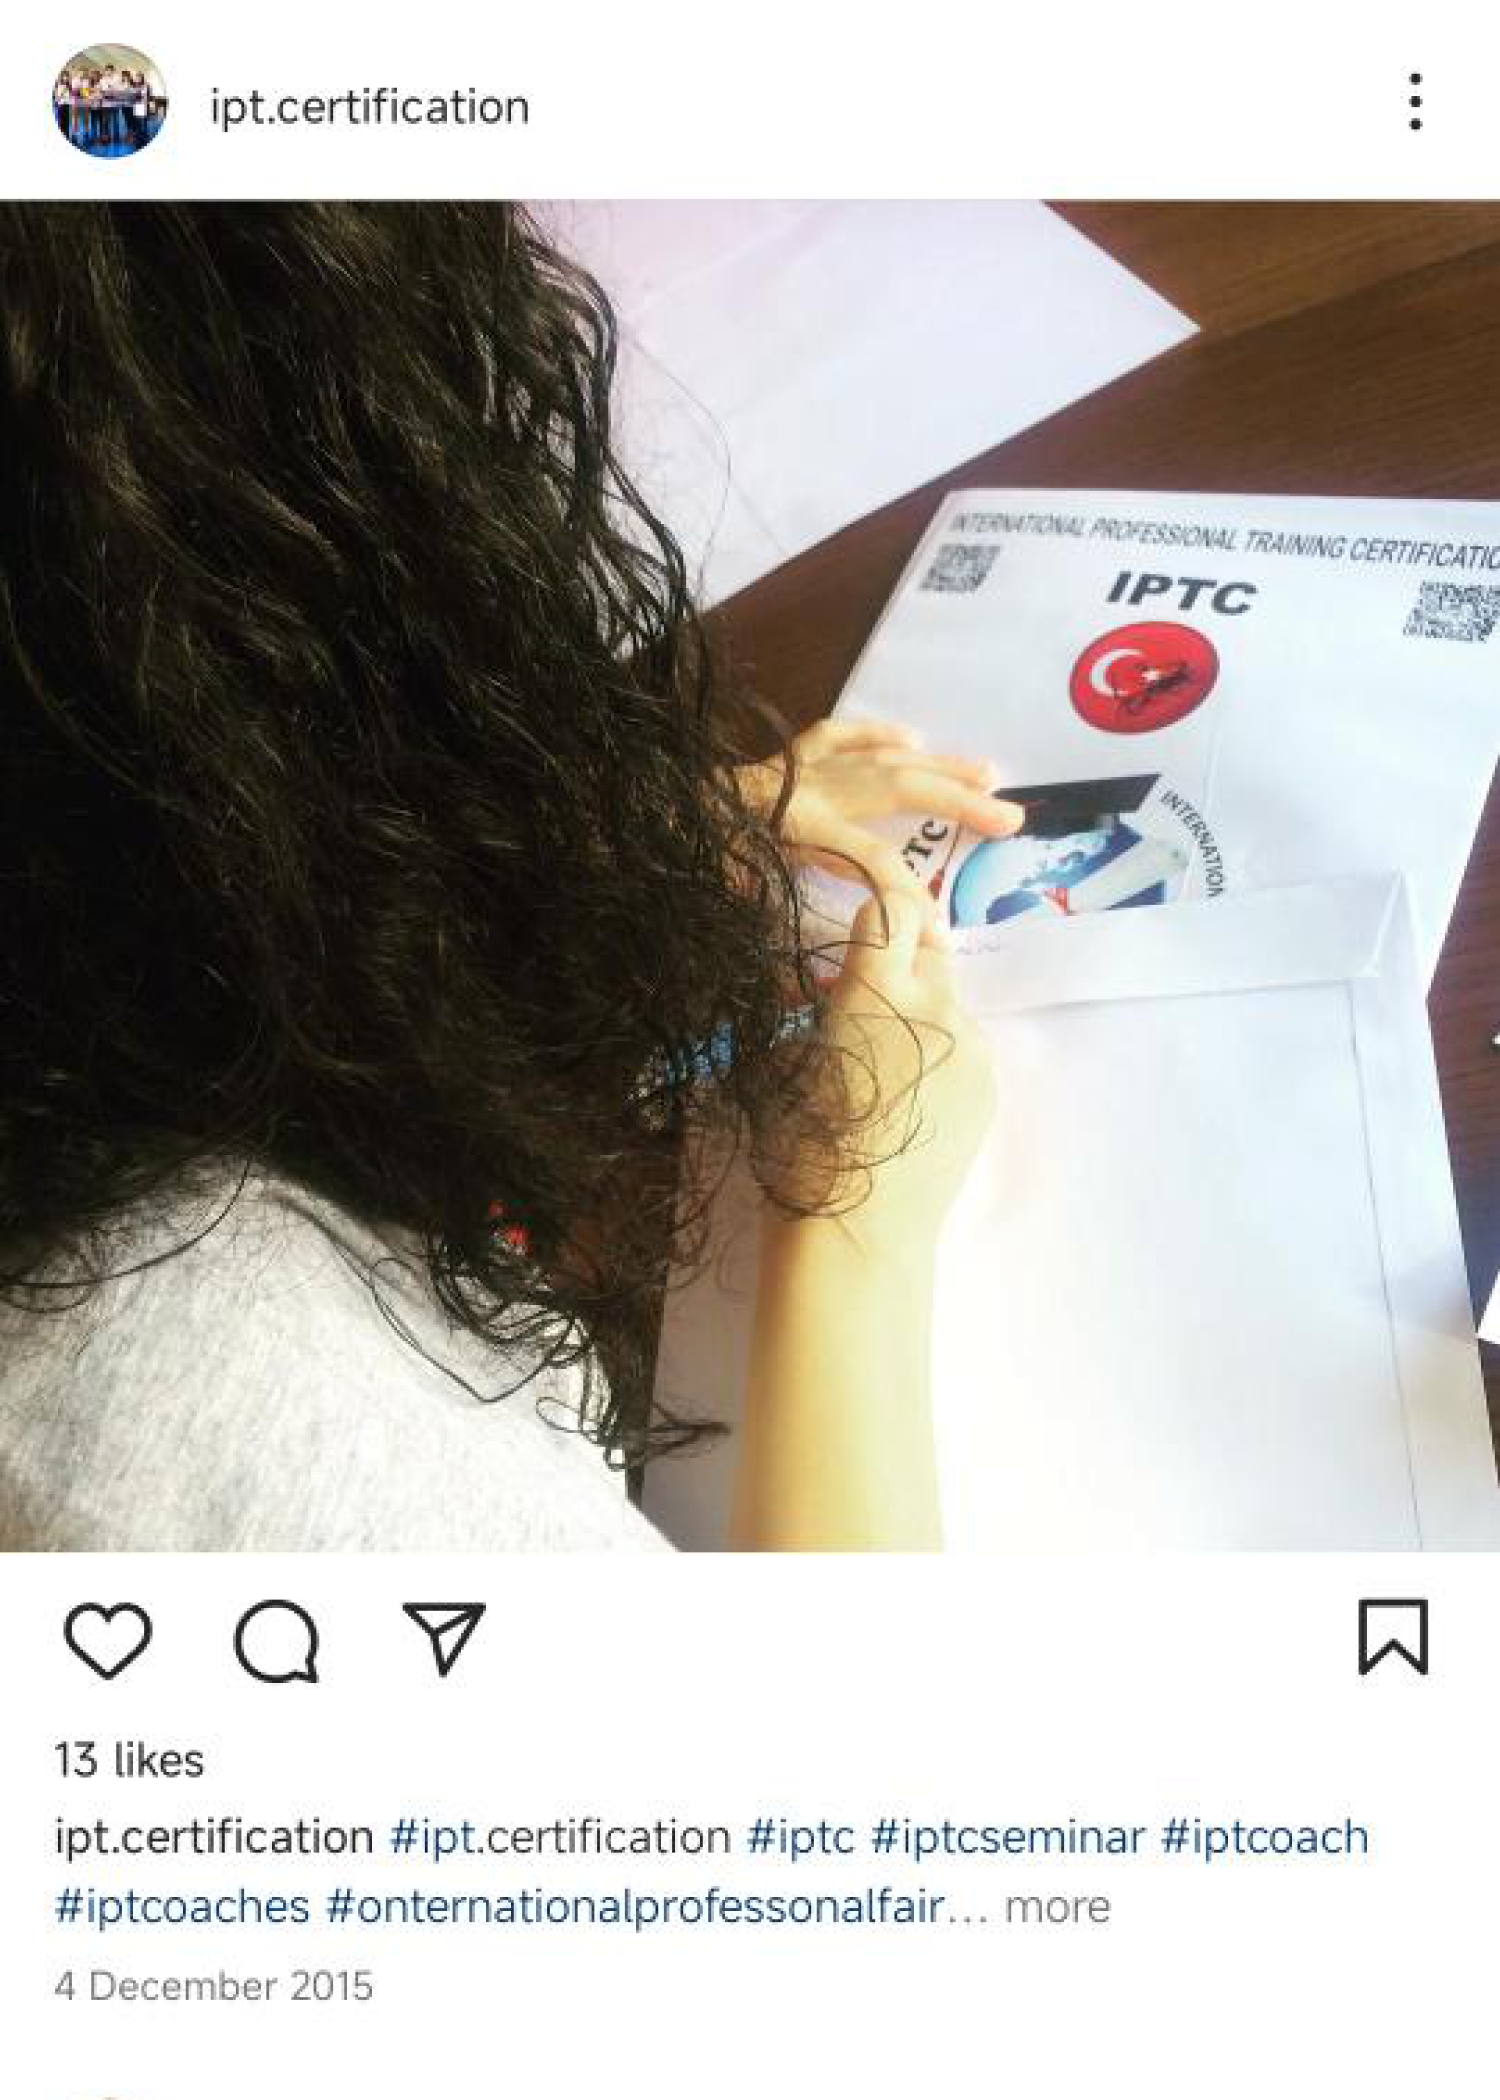 ipt.certification
INTERNATIONAL PROFESSIONAL TRAINING CERTIFICATIO
IPTC
INTERNATION
13 likes
ipt.certification #ipt.certification #iptc #iptcseminar #iptcoach
#iptcoaches #onternationalprofessonalfair... more
4 December 2015